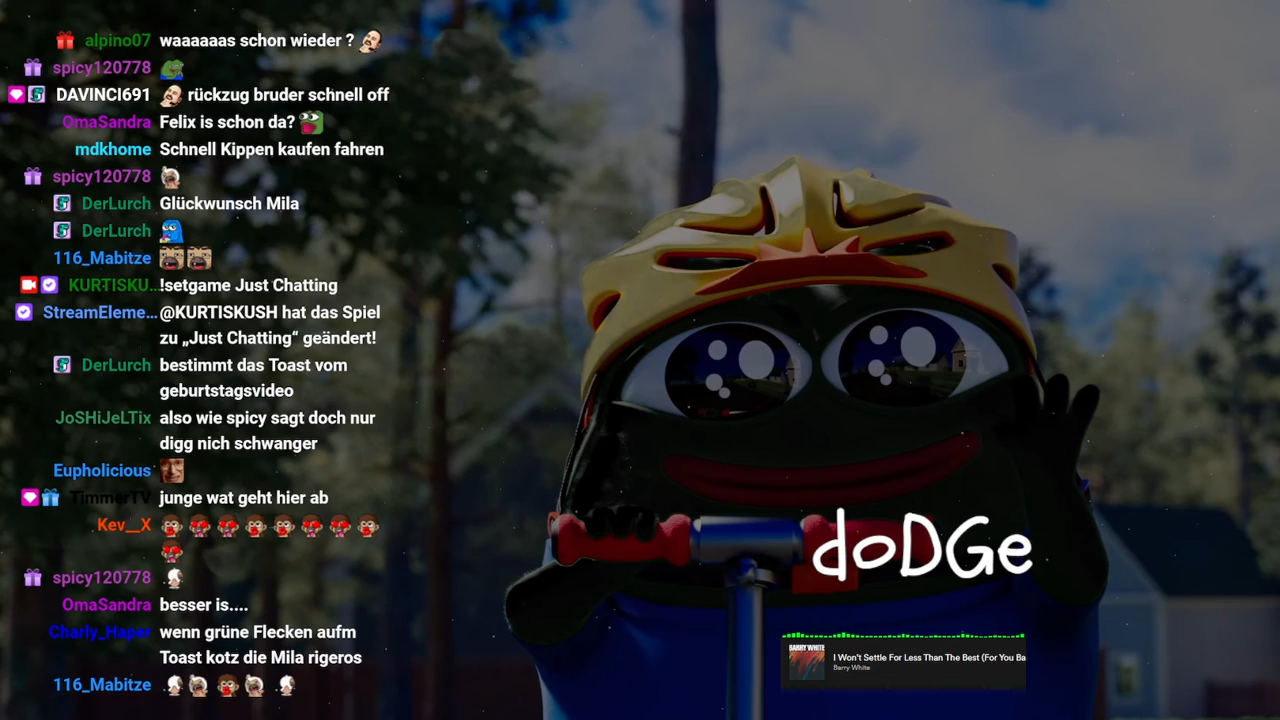 alpino07 waaaaaas schon wieder ?
spicy120778
DAVINCI691 rückzug bruder schnell off
OmaSandra Felix is schon da?
mdkhome Schnell Kippen kaufen fahren
spicy120778
DerLurch Glückwunsch Mila
DerLurch
116_Mabitze
KURTISKU... !setgame Just Chatting
StreamEleme... @KURTISKUSH hat das Spiel
zu „Just Chatting“ geändert!
DerLurch bestimmt das Toast vom
geburtstagsvideo
JoSHiJeLTix also wie spicy sagt doch nur
digg nich schwanger
Eupholicious
TimmerTV junge wat geht hier ab
Kev__X
spicy120778
OmaSandra besser is....
Charly_Haper wenn grüne Flecken aufm
Toast kotz die Mila rigeros
116_Mabitze
doDGe
BARRY WHITE
I Won't Settle For Less Than The Best (For You Ba
Barry White